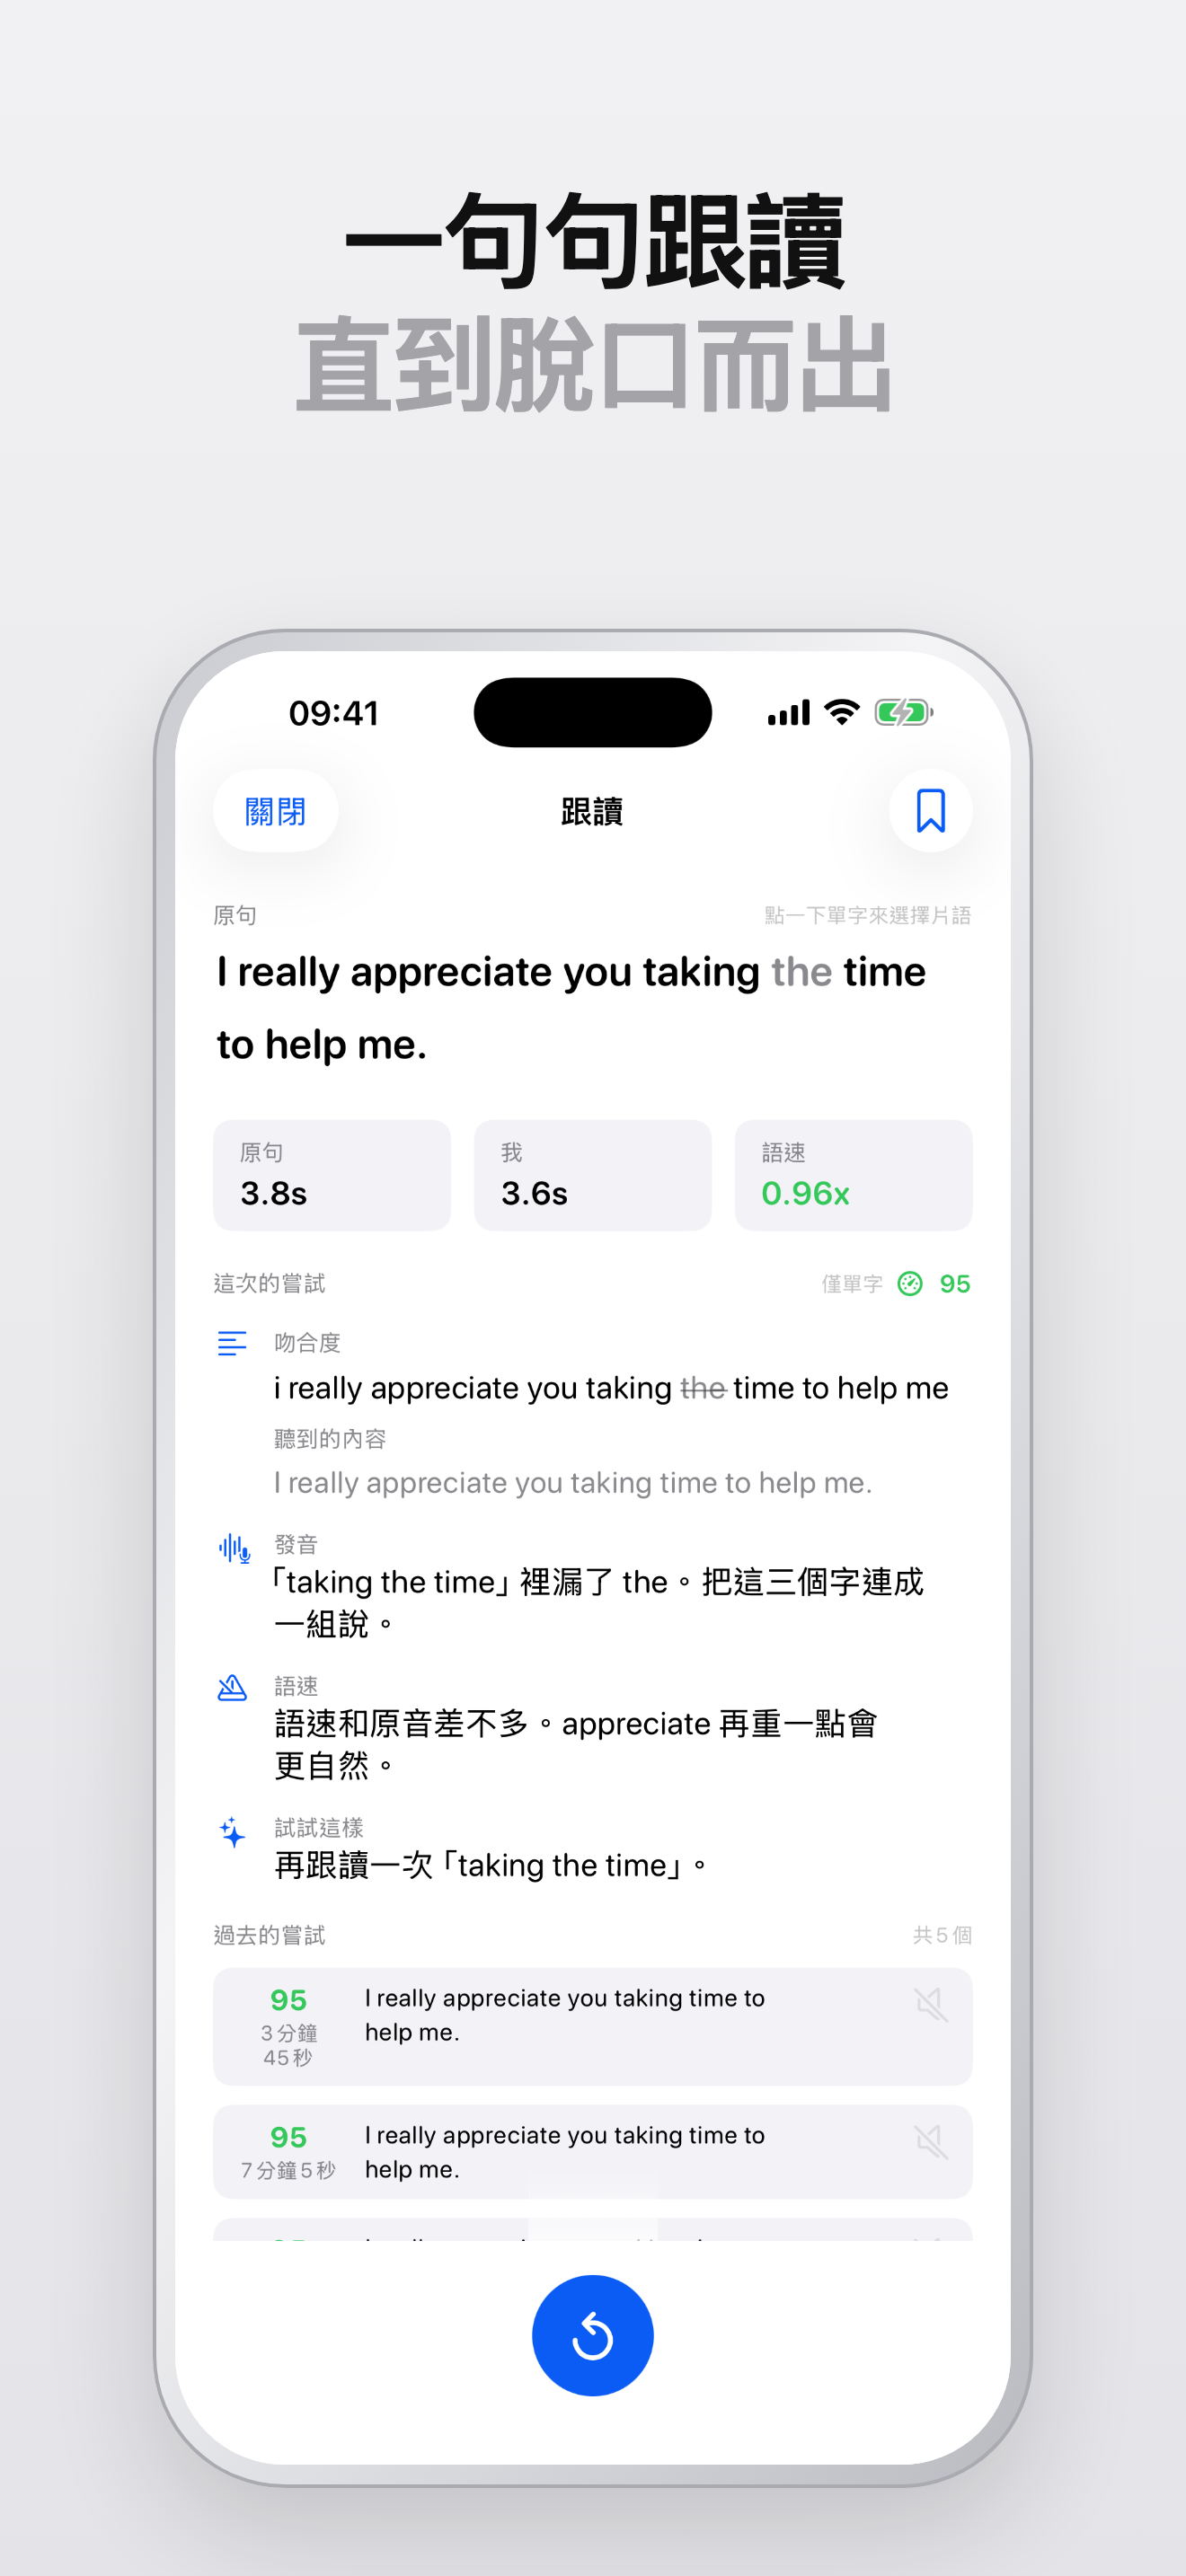 一句句跟讀
直到脫口而出
09:41
關閉
跟讀
原句
點一下單字來選擇片語
I really appreciate you taking the time
to help me.
原句
3.8s
我
3.6s
語速
0.96x
這次的嘗試
僅單字 95
吻合度
i really appreciate you taking the time to help me
聽到的內容
I really appreciate you taking time to help me.
發音
「taking the time」裡漏了 the。把這三個字連成
一組說。
語速
語速和原音差不多。appreciate 再重一點會
更自然。
試試這樣
再跟讀一次「taking the time」。
過去的嘗試
共 5 個
95
3 分鐘
45 秒
I really appreciate you taking time to
help me.
95
7 分鐘 5 秒
I really appreciate you taking time to
help me.